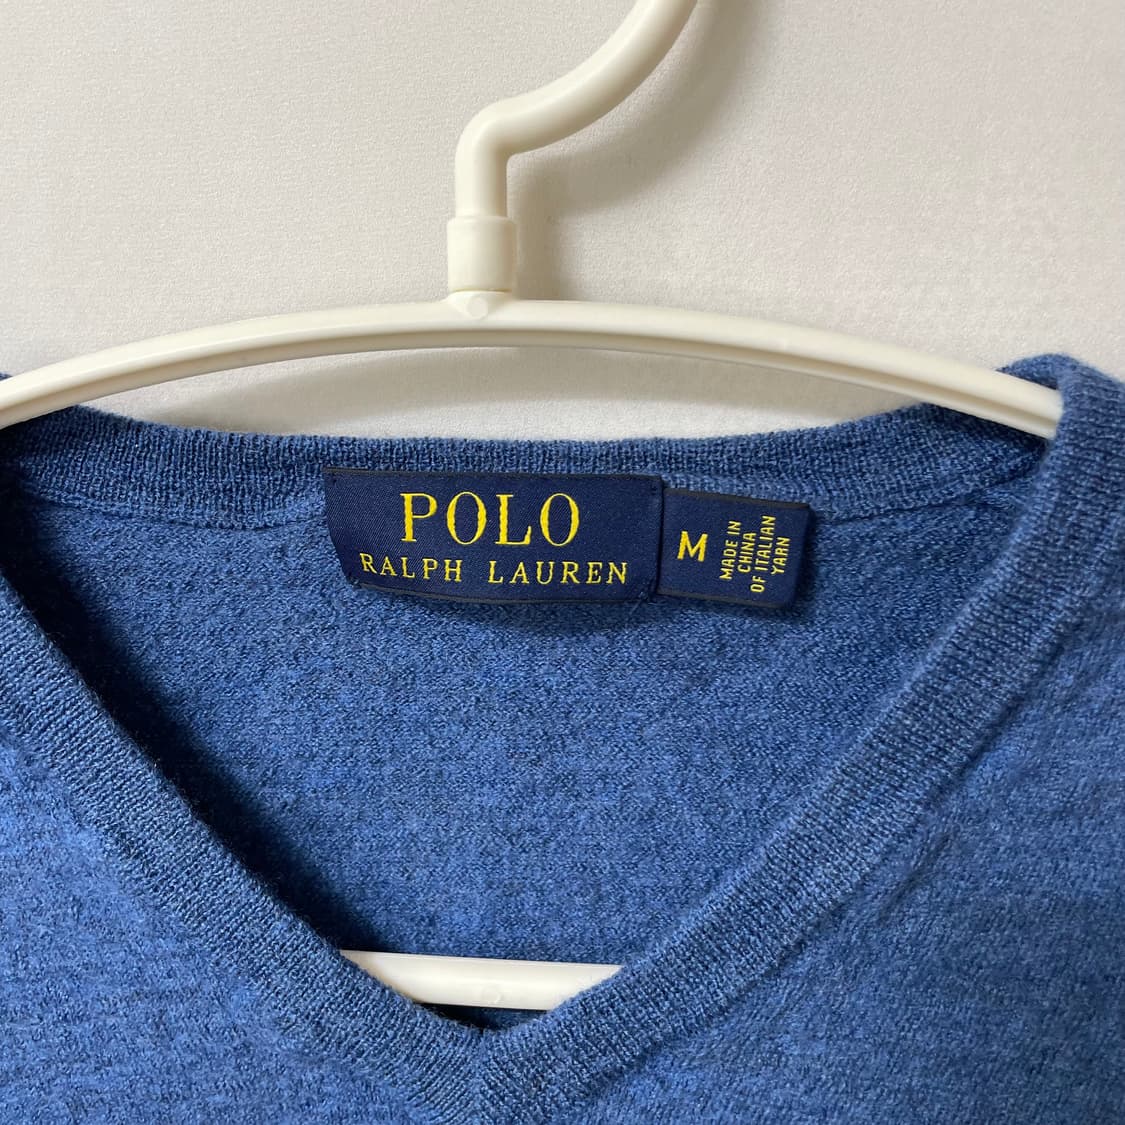 POLO
RALPH LAUREN
M
MADE IN
CHINA
OF ITALIAN
YARN